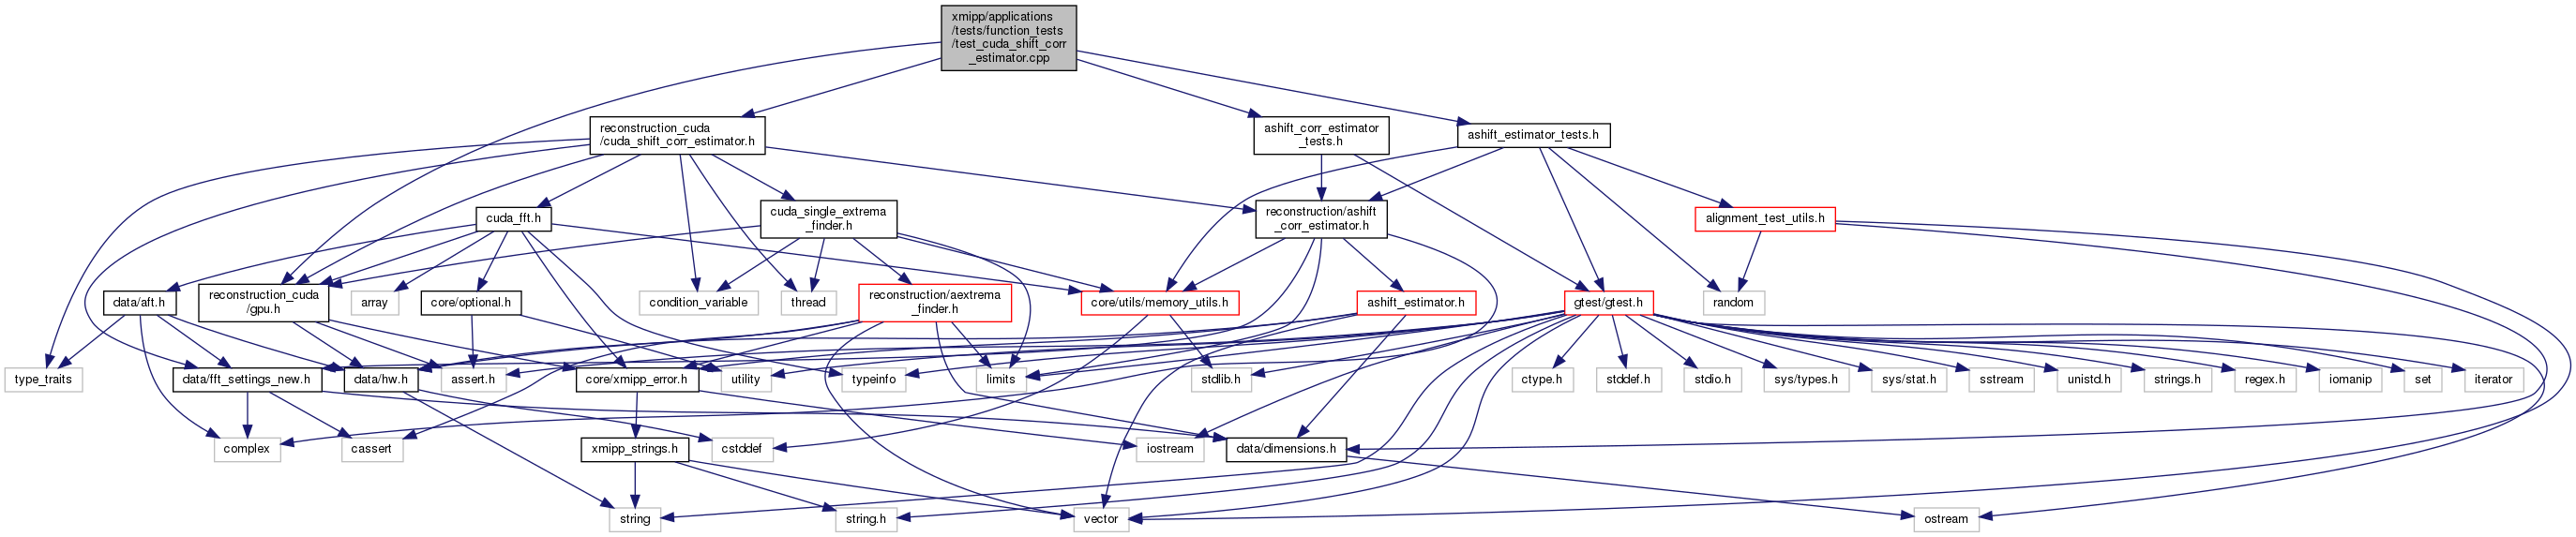 xmipp/applications
/tests/function_tests
/test_cuda_shift_corr
_estimator.cpp
reconstruction_cuda
/cuda_shift_corr_estimator.h
ashift_corr_estimator
_tests.h
ashift_estimator_tests.h
cuda_fft.h
cuda_single_extrema
_finder.h
reconstruction/ashift
_corr_estimator.h
alignment_test_utils.h
data/aft.h
reconstruction_cuda
/gpu.h
array
core/optional.h
condition_variable
thread
reconstruction/aextrema
_finder.h
core/utils/memory_utils.h
ashift_estimator.h
gtest/gtest.h
random
type_traits
data/fft_settings_new.h
data/hw.h
assert.h
core/xmipp_error.h
utility
typeinfo
limits
stdlib.h
ctype.h
stddef.h
stdio.h
sys/types.h
sys/stat.h
sstream
unistd.h
strings.h
regex.h
iomanip
set
iterator
complex
cassert
xmipp_strings.h
cstddef
iostream
data/dimensions.h
string
string.h
vector
ostream